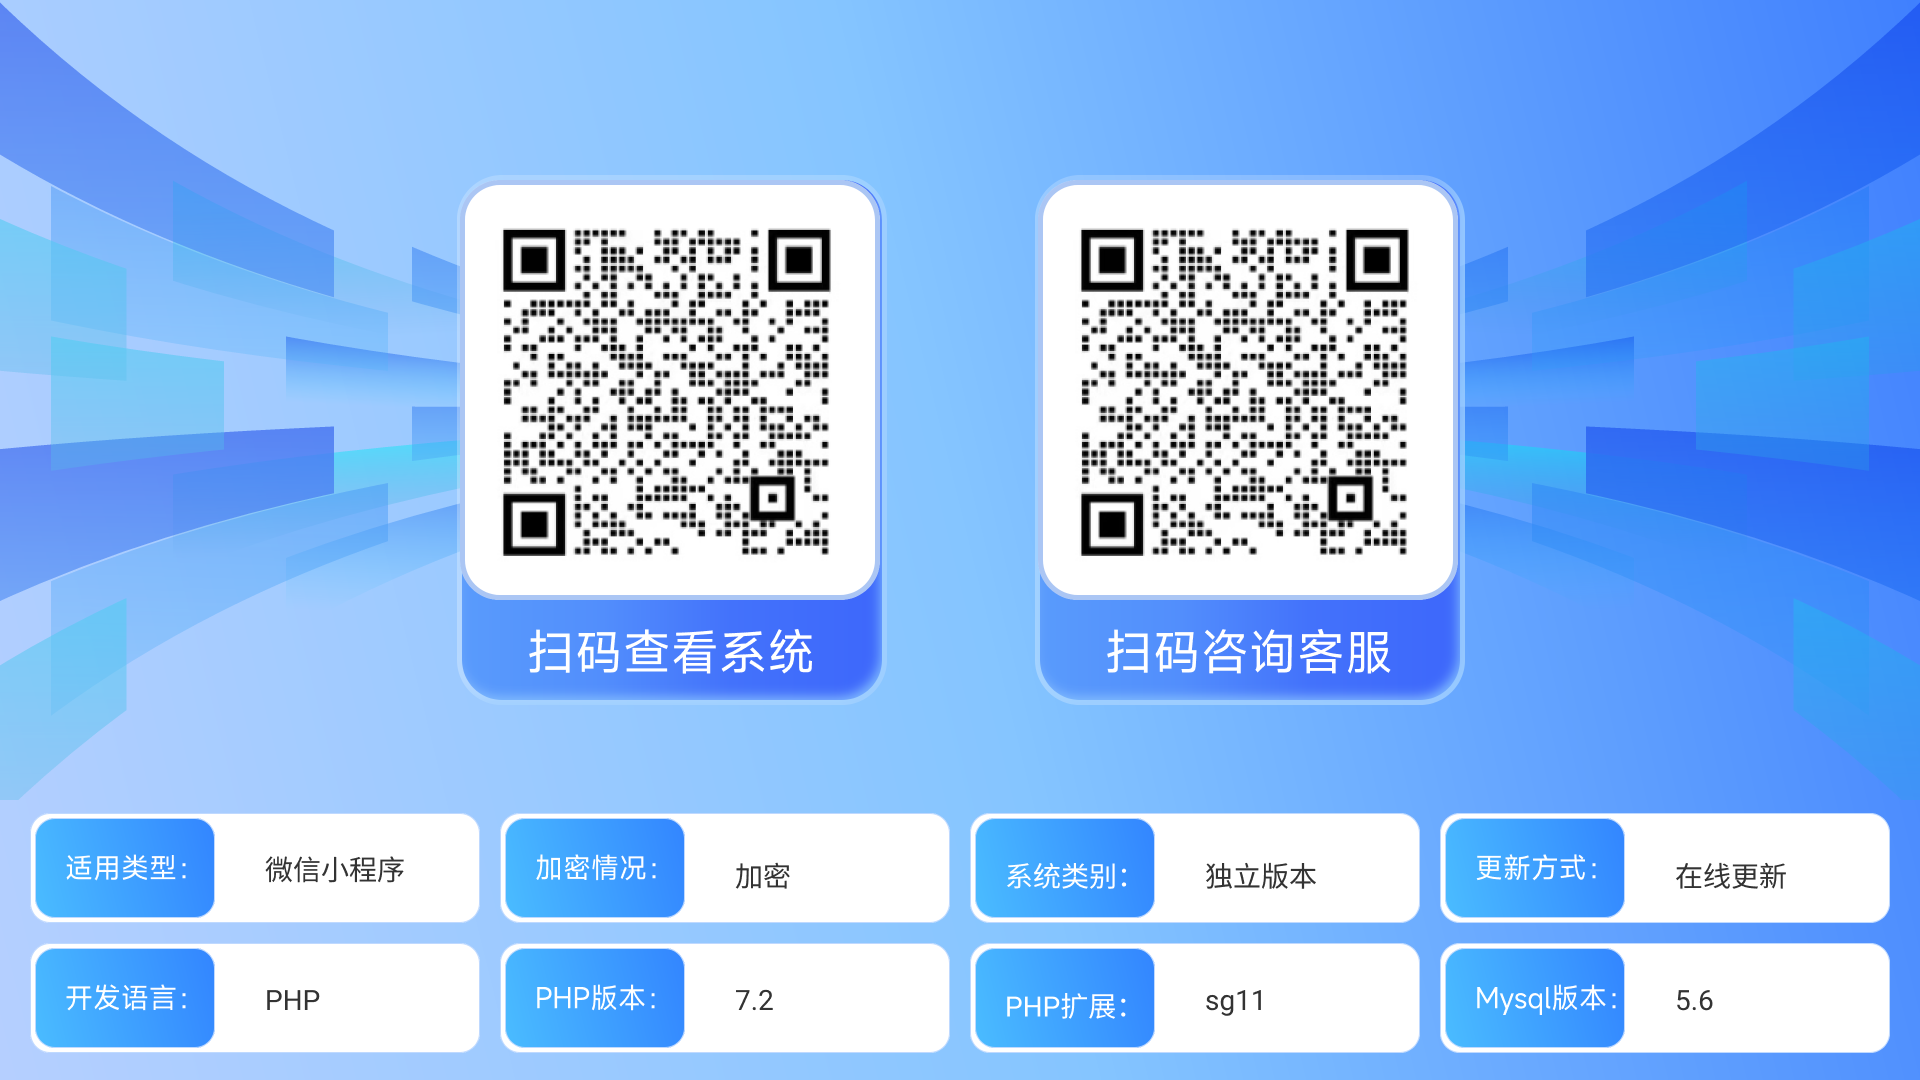 扫码查看系统
扫码咨询客服
适用类型：
微信小程序
加密情况：
加密
系统类别：
独立版本
更新方式：
在线更新
开发语言：
PHP
PHP版本：
7.2
PHP扩展：
sg11
Mysql版本：
5.6